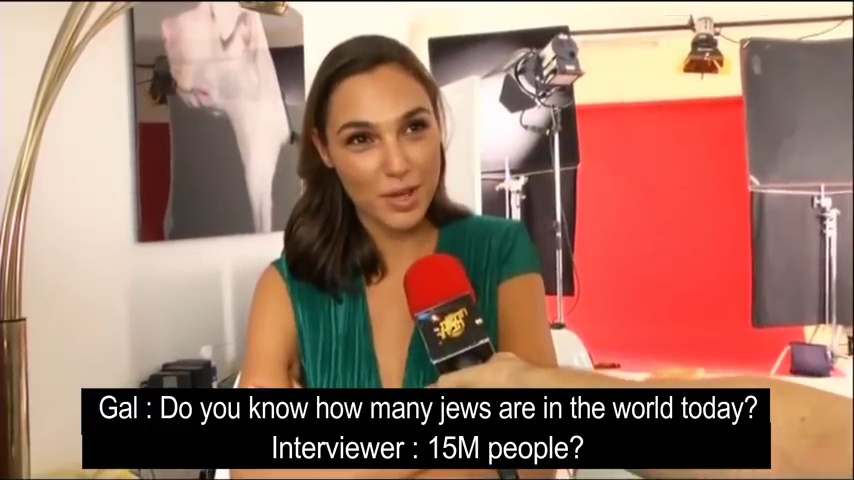 Gal : Do you know how many jews are in the world today?
Interviewer : 15M people?